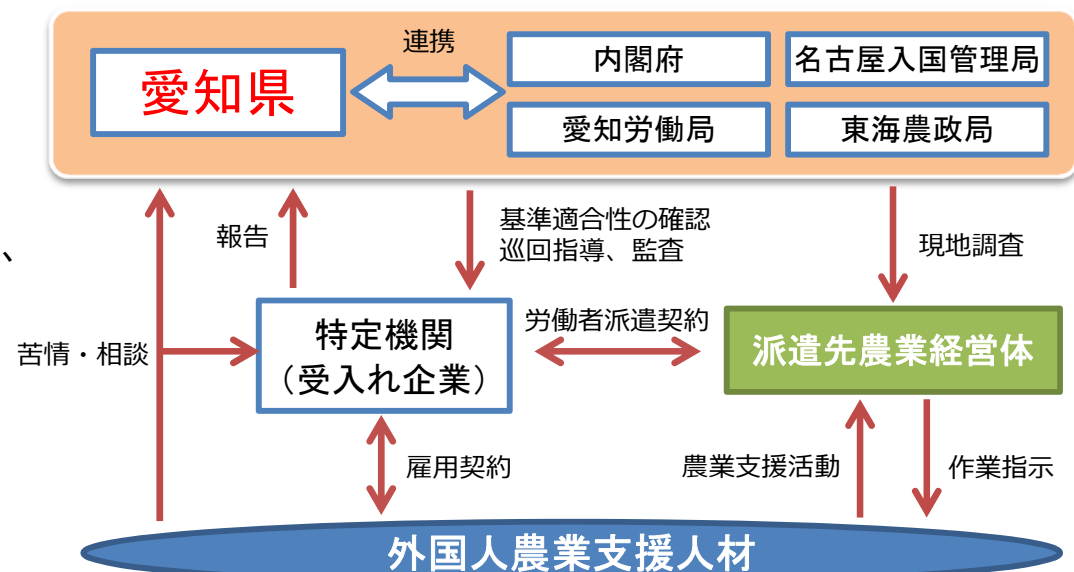 連携
愛知県
内閣府
名古屋入国管理局
愛知労働局
東海農政局
報告
基準適合性の確認
巡回指導、監査
現地調査
、
苦情・相談
特定機関
（受入れ企業）
労働者派遣契約
派遣先農業経営体
雇用契約
農業支援活動
作業指示
外国人農業支援人材